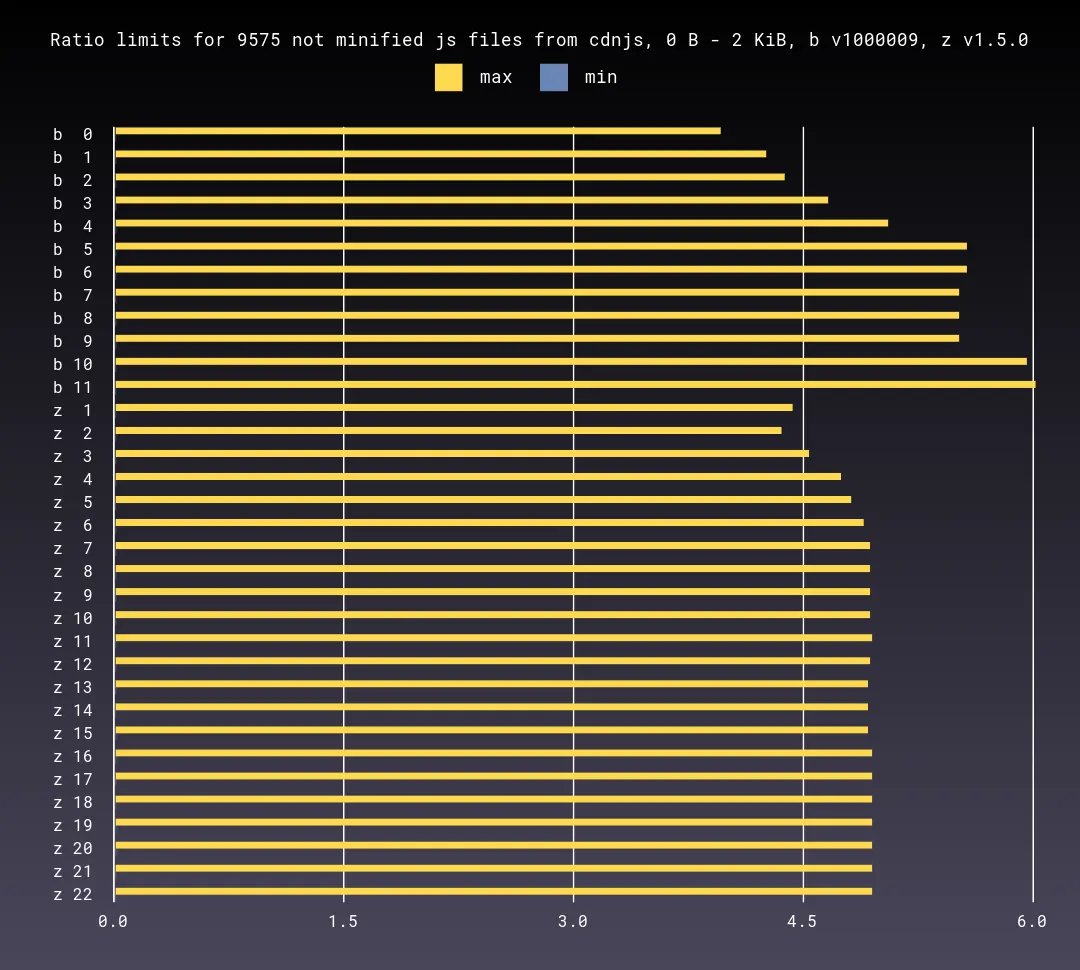 Ratio limits for 9575 not minified js files from cdnjs, 0 B - 2 KiB, b v1000009, z v1.5.0
max min
b 0
b 1
b 2
b 3
b 4
b 5
b 6
b 7
b 8
b 9
b 10
b 11
z 1
z 2
z 3
z 4
z 5
z 6
z 7
z 8
z 9
z 10
z 11
z 12
z 13
z 14
z 15
z 16
z 17
z 18
z 19
z 20
z 21
z 22
0.0 1.5 3.0 4.5 6.0